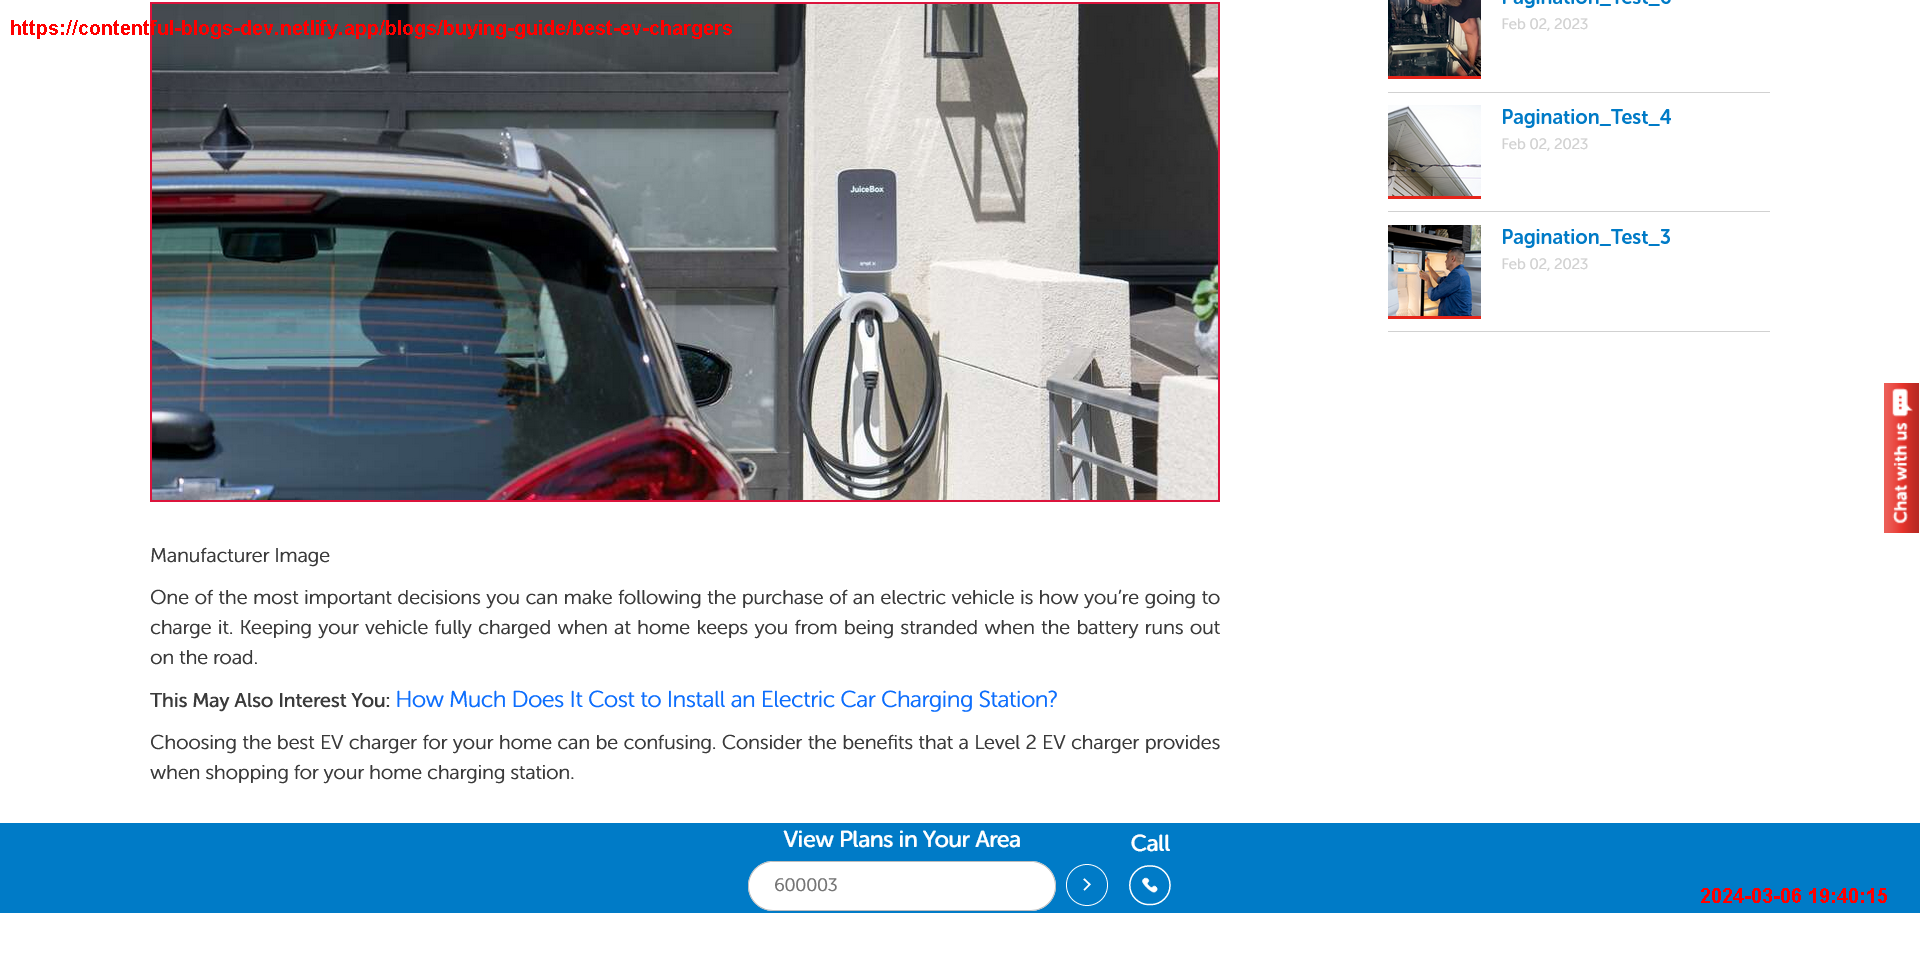 https://contentful-blogs-dev.netlify.app/blogs/buying-guide/best-ev-chargers
JuiceBox
Manufacturer Image
One of the most important decisions you can make following the purchase of an electric vehicle is how you’re going to
charge it. Keeping your vehicle fully charged when at home keeps you from being stranded when the battery runs out
on the road.
This May Also Interest You: How Much Does It Cost to Install an Electric Car Charging Station?
Choosing the best EV charger for your home can be confusing. Consider the benefits that a Level 2 EV charger provides
when shopping for your home charging station.
Feb 02, 2023
Pagination_Test_4
Feb 02, 2023
Pagination_Test_3
Feb 02, 2023
Chat with us
View Plans in Your Area
600003
Call
2024-03-06 19:40:15